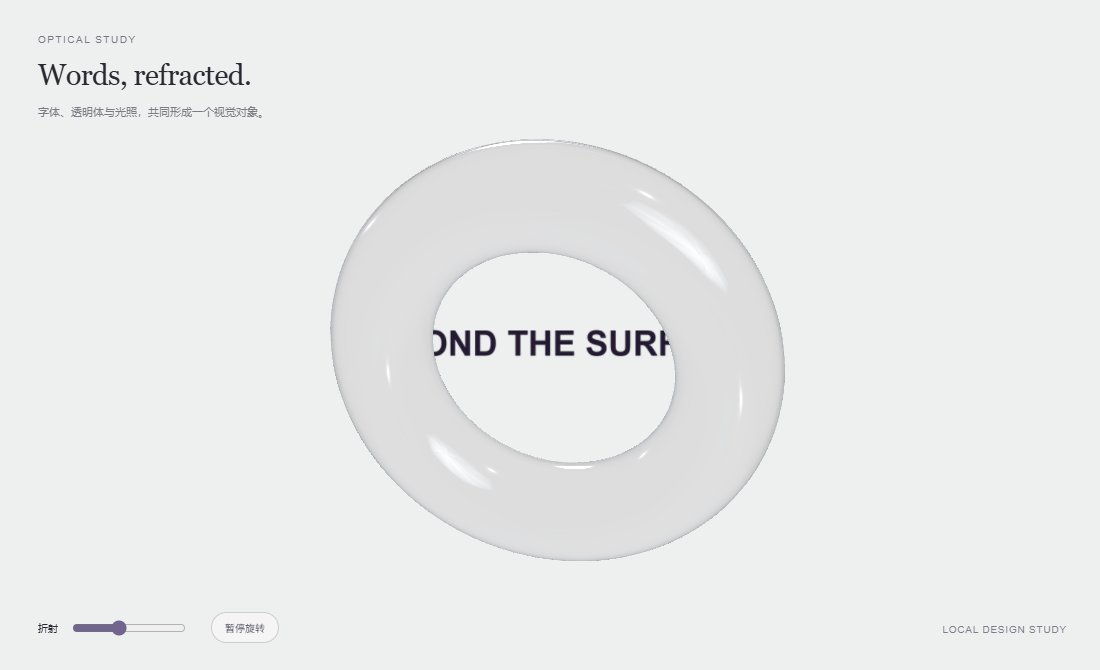 OPTICAL STUDY
Words, refracted.
字体、透明体与光照，共同形成一个视觉对象。
OND THE SURF
折射
暂停旋转
LOCAL DESIGN STUDY